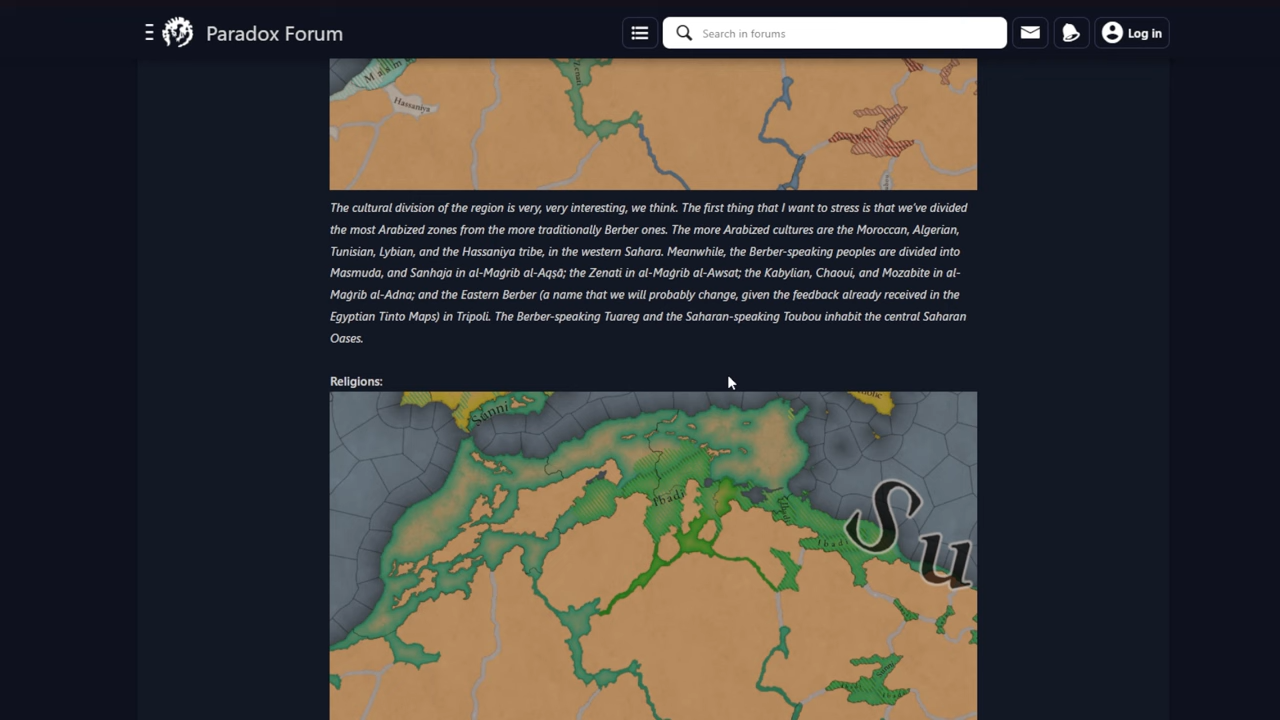 Paradox Forum
Search in forums
Log in
Hassaniya
Zenati
The cultural division of the region is very, very interesting, we think. The first thing that I want to stress is that we've divided
the most Arabized zones from the more traditionally Berber ones. The more Arabized cultures are the Moroccan, Algerian,
Tunisian, Lybian, and the Hassaniya tribe, in the western Sahara. Meanwhile, the Berber-speaking peoples are divided into
Masmuda, and Sanhaja in al-Maġrib al-Aqṣā; the Zenati in al-Maġrib al-Awsat; the Kabylian, Chaoui, and Mozabite in al-
Maġrib al-Adna; and the Eastern Berber (a name that we will probably change, given the feedback already received in the
Egyptian Tinto Maps) in Tripoli. The Berber-speaking Tuareg and the Saharan-speaking Toubou inhabit the central Saharan
Oases.
Religions:
Sunni
Ibadi
Ibadi
Ibadi
Su